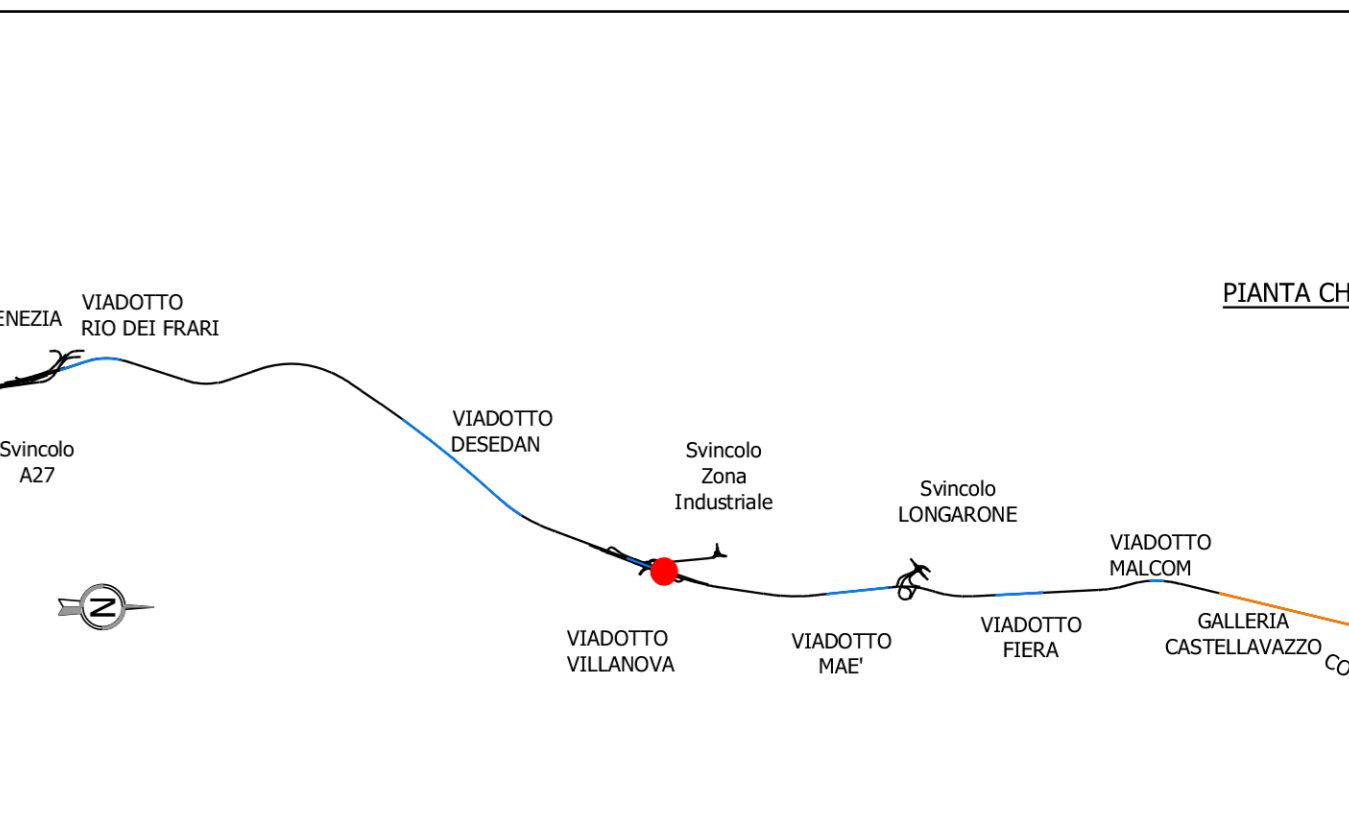 PIANTA CH
ENEZIA
VIADOTTO
RIO DEI FRARI
VIADOTTO
DESEDAN
Svincolo
A27
Svincolo
Zona
Industriale
Svincolo
LONGARONE
VIADOTTO
MALCOM
N
VIADOTTO
VILLANOVA
VIADOTTO
MAE'
VIADOTTO
FIERA
GALLERIA
CASTELLAVAZZO
CO